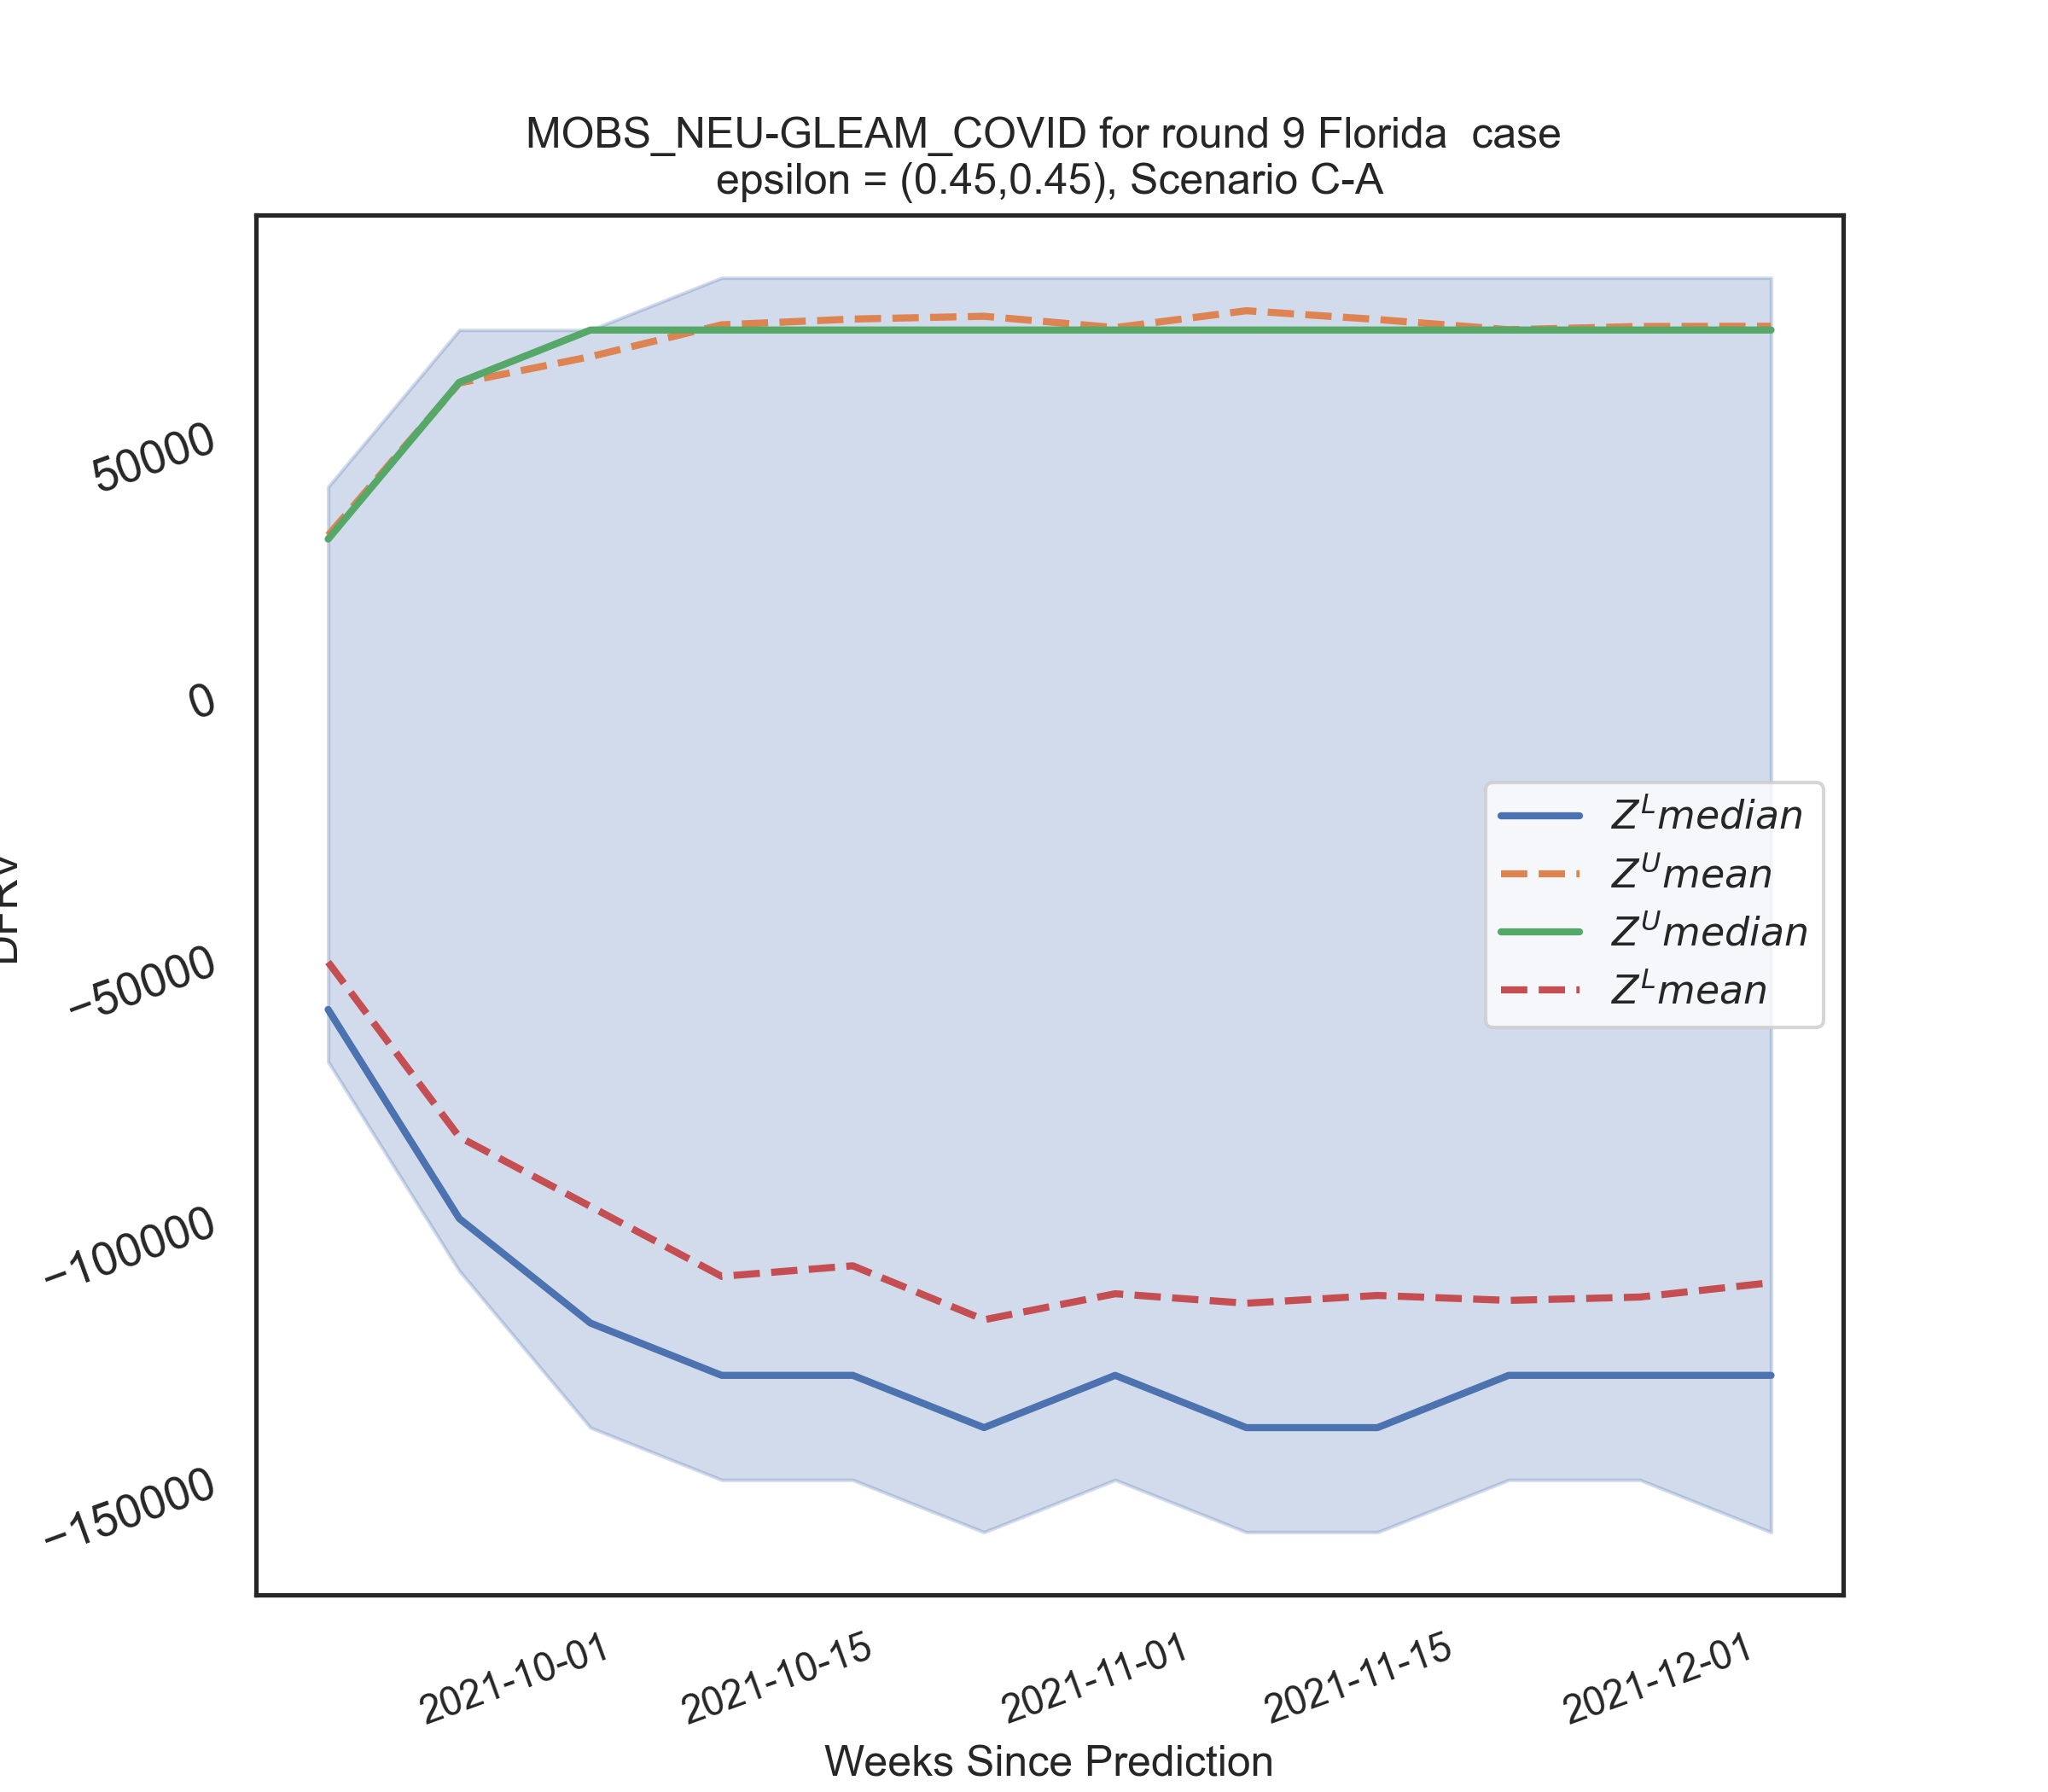 MOBS_NEU-GLEAM_COVID for round 9 Florida  case
epsilon = (0.45,0.45), Scenario C-A
50000
0
−50000
−100000
−150000
Z^L median
Z^U mean
Z^U median
Z^L mean
2021-10-01
2021-10-15
2021-11-01
2021-11-15
2021-12-01
Weeks Since Prediction